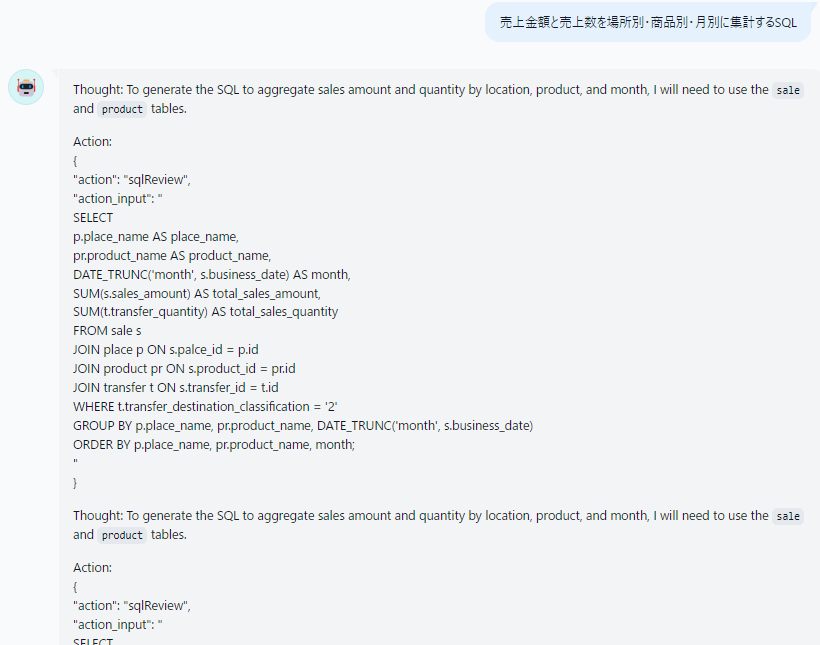 売上金額と売上数を場所別・商品別・月別に集計するSQL
Thought: To generate the SQL to aggregate sales amount and quantity by location, product, and month, I will need to use the sale
and product tables.
Action:
{
"action": "sqlReview",
"action_input": "
SELECT
p.place_name AS place_name,
pr.product_name AS product_name,
DATE_TRUNC('month', s.business_date) AS month,
SUM(s.sales_amount) AS total_sales_amount,
SUM(t.transfer_quantity) AS total_sales_quantity
FROM sale s
JOIN place p ON s.palce_id = p.id
JOIN product pr ON s.product_id = pr.id
JOIN transfer t ON s.transfer_id = t.id
WHERE t.transfer_destination_classification = '2'
GROUP BY p.place_name, pr.product_name, DATE_TRUNC('month', s.business_date)
ORDER BY p.place_name, pr.product_name, month;
"
}
Thought: To generate the SQL to aggregate sales amount and quantity by location, product, and month, I will need to use the sale
and product tables.
Action:
{
"action": "sqlReview",
"action_input": "
SELECT